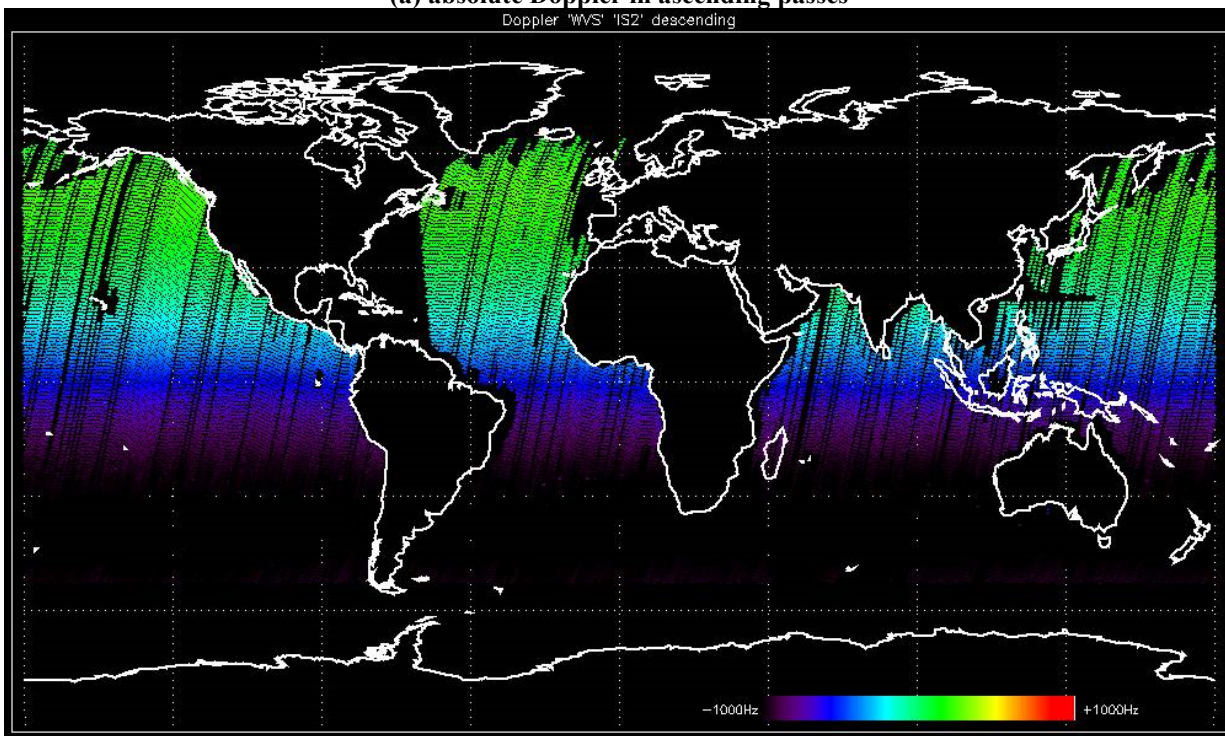 (a) absolute Doppler in ascending passes
Doppler 'WVS' 'IS2' descending
−1000Hz
+1000Hz